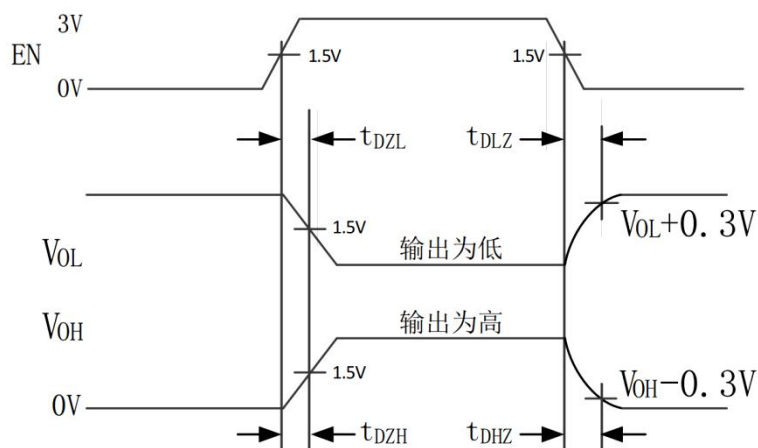 3V
EN
1.5V
1.5V
0V
tDZL
tDLZ
1.5V
VOL+0.3V
VOL
输出为低
VOH
输出为高
1.5V
VOH-0.3V
0V
tDZH
tDHZ